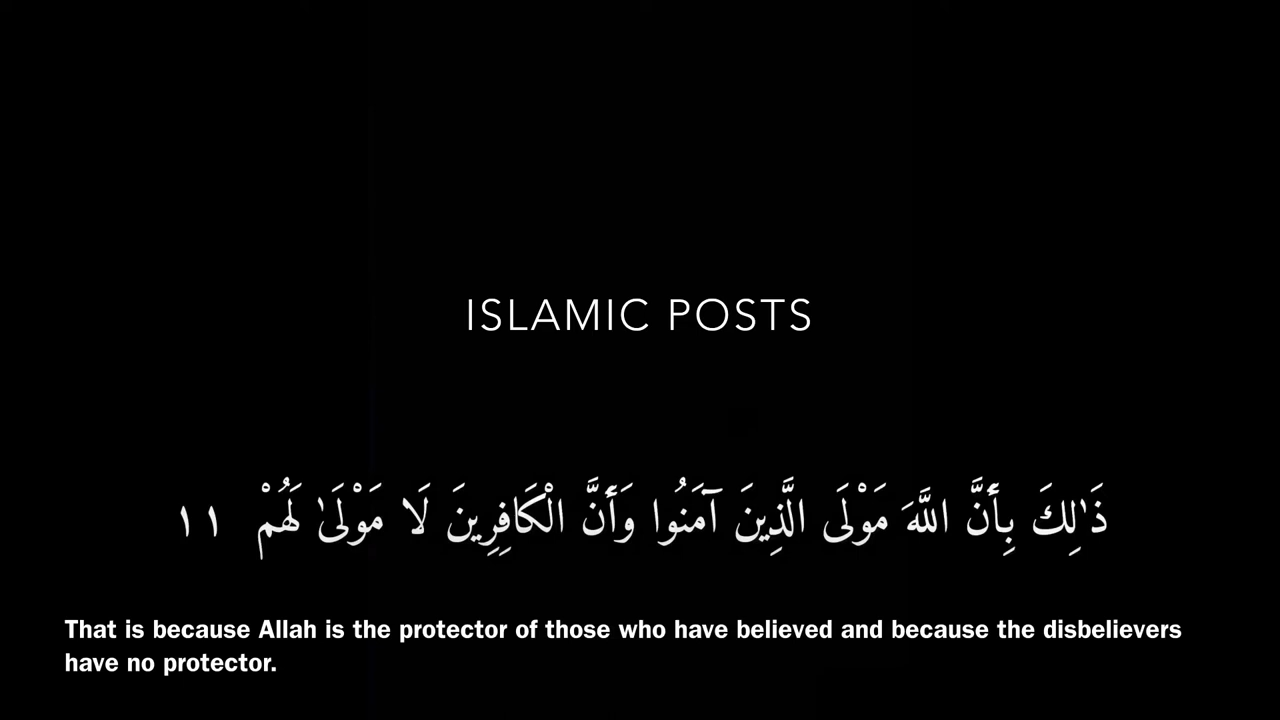 ISLAMIC POSTS
ذَٰلِكَ بِأَنَّ اللَّهَ مَوْلَى الَّذِينَ آمَنُوا وَأَنَّ الْكَافِرِينَ لَا مَوْلَىٰ لَهُمْ ١١
That is because Allah is the protector of those who have believed and because the disbelievers
have no protector.